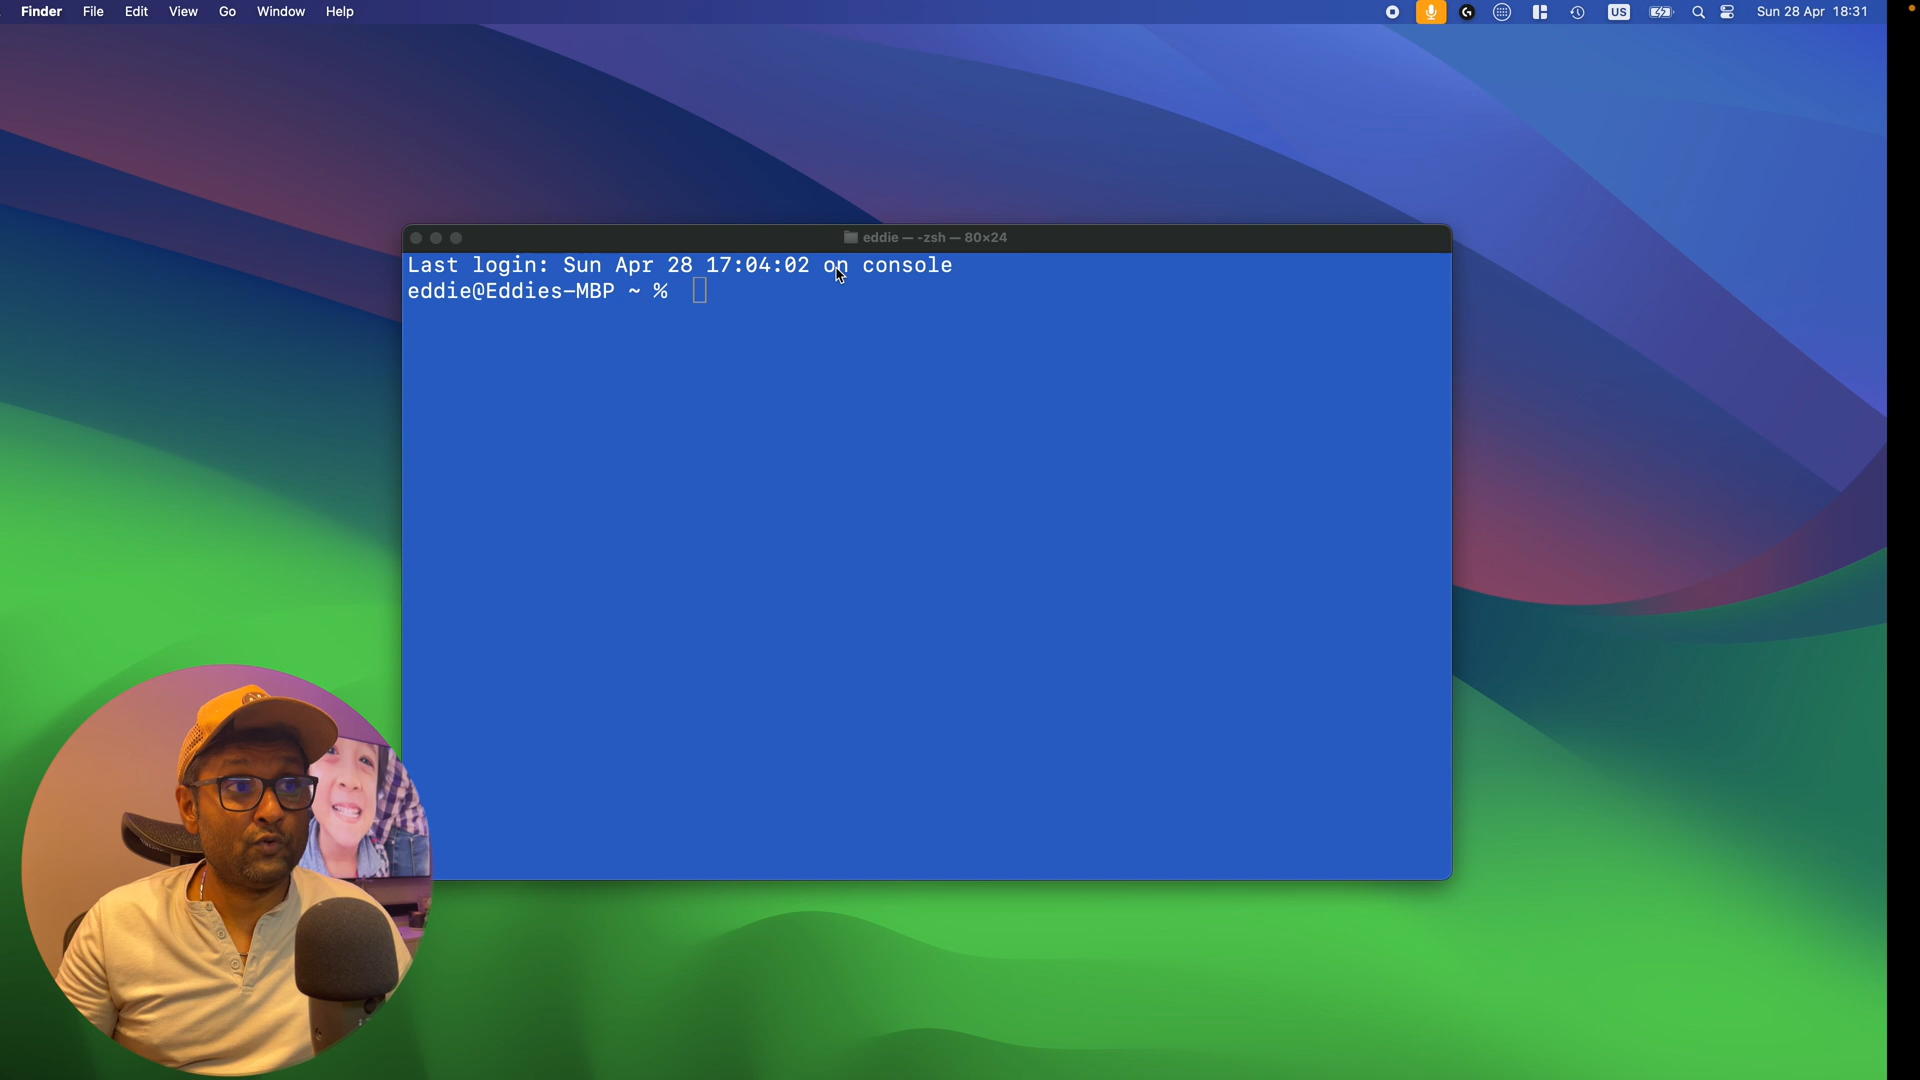 Finder File Edit View Go Window Help US Sun 28 Apr 18:31
eddie — -zsh — 80×24
Last login: Sun Apr 28 17:04:02 on console
eddie@Eddies-MBP ~ %